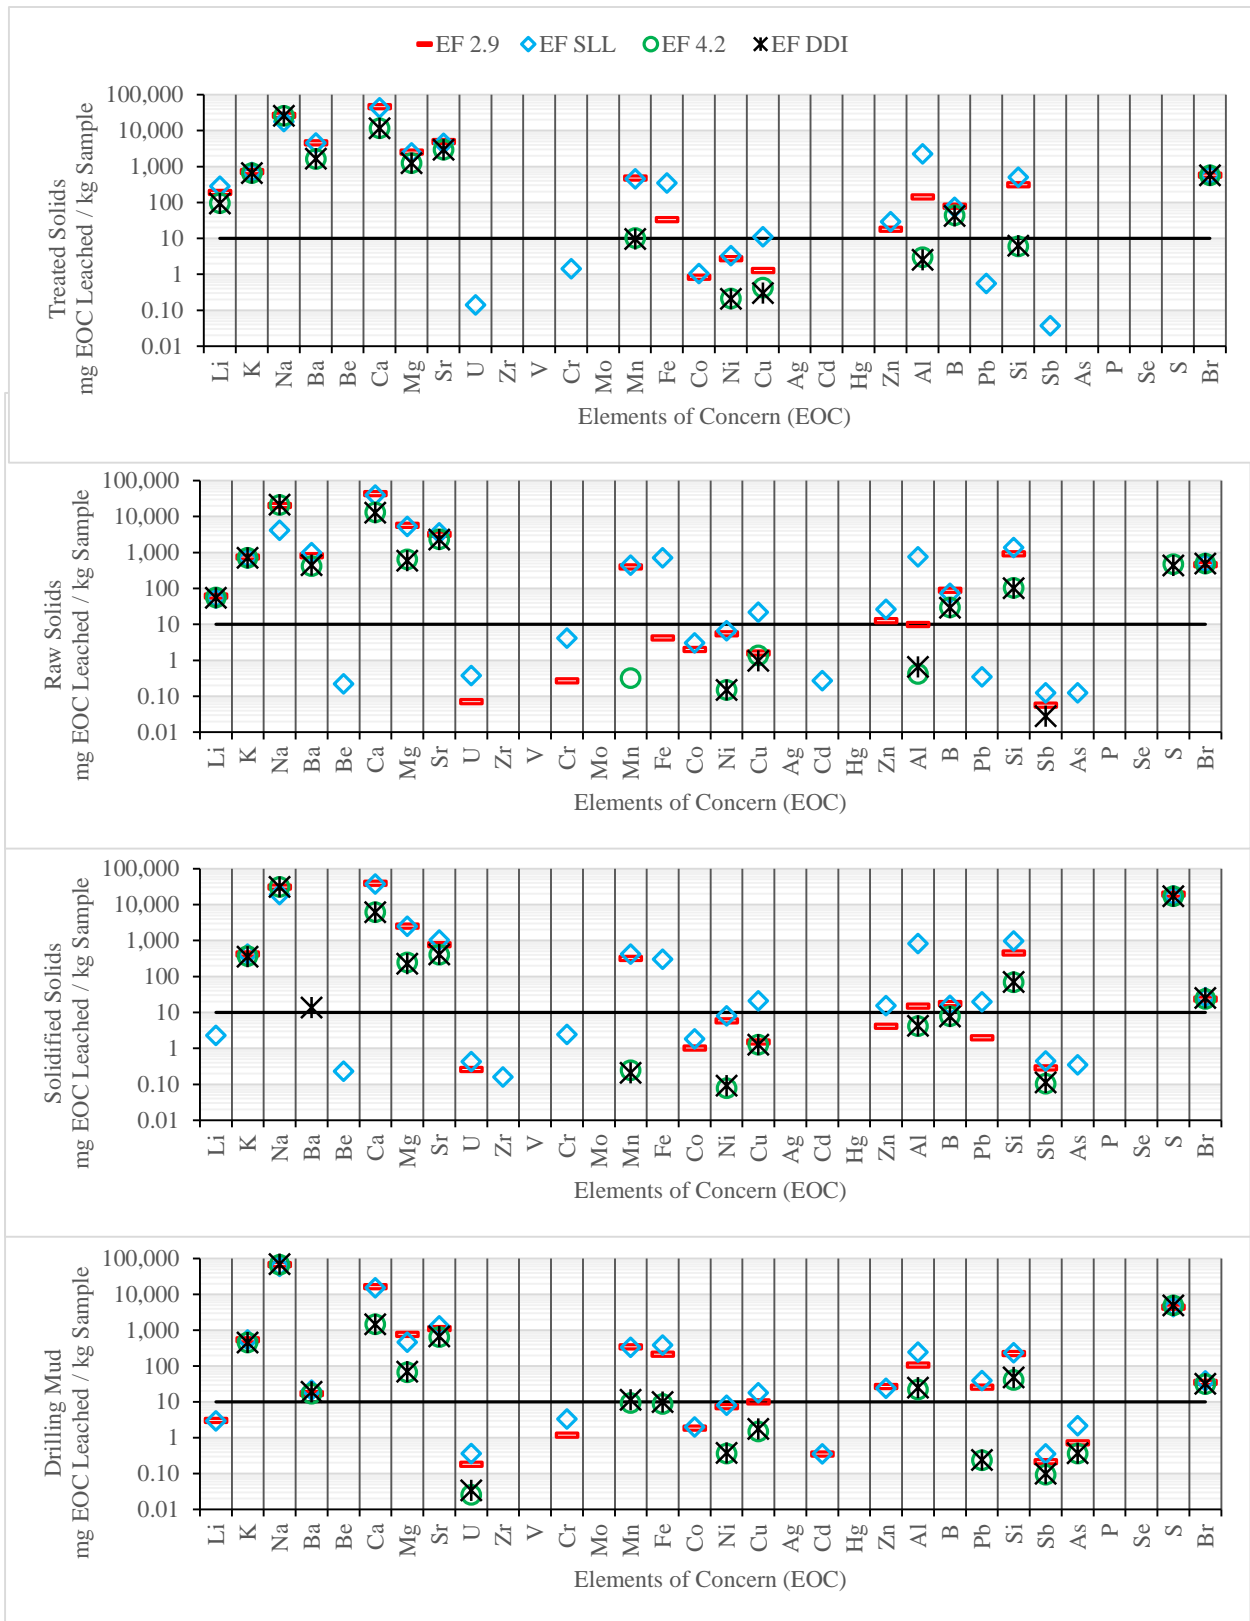 EF 2.9 EF SLL EF 4.2 EF DDI
Treated Solids
mg EOC Leached / kg Sample
100,000
10,000
1,000
100
10
1
0.10
0.01
Li K Na Ba Be Ca Mg Sr U Zr V Cr Mo Mn Fe Co Ni Cu Ag Cd Hg Zn Al B Pb Si Sb As P Se S Br
Elements of Concern (EOC)
Raw Solids
mg EOC Leached / kg Sample
100,000
10,000
1,000
100
10
1
0.10
0.01
Li K Na Ba Be Ca Mg Sr U Zr V Cr Mo Mn Fe Co Ni Cu Ag Cd Hg Zn Al B Pb Si Sb As P Se S Br
Elements of Concern (EOC)
Solidified Solids
mg EOC Leached / kg Sample
100,000
10,000
1,000
100
10
1
0.10
0.01
Li K Na Ba Be Ca Mg Sr U Zr V Cr Mo Mn Fe Co Ni Cu Ag Cd Hg Zn Al B Pb Si Sb As P Se S Br
Elements of Concern (EOC)
Drilling Mud
mg EOC Leached / kg Sample
100,000
10,000
1,000
100
10
1
0.10
0.01
Li K Na Ba Be Ca Mg Sr U Zr V Cr Mo Mn Fe Co Ni Cu Ag Cd Hg Zn Al B Pb Si Sb As P Se S Br
Elements of Concern (EOC)